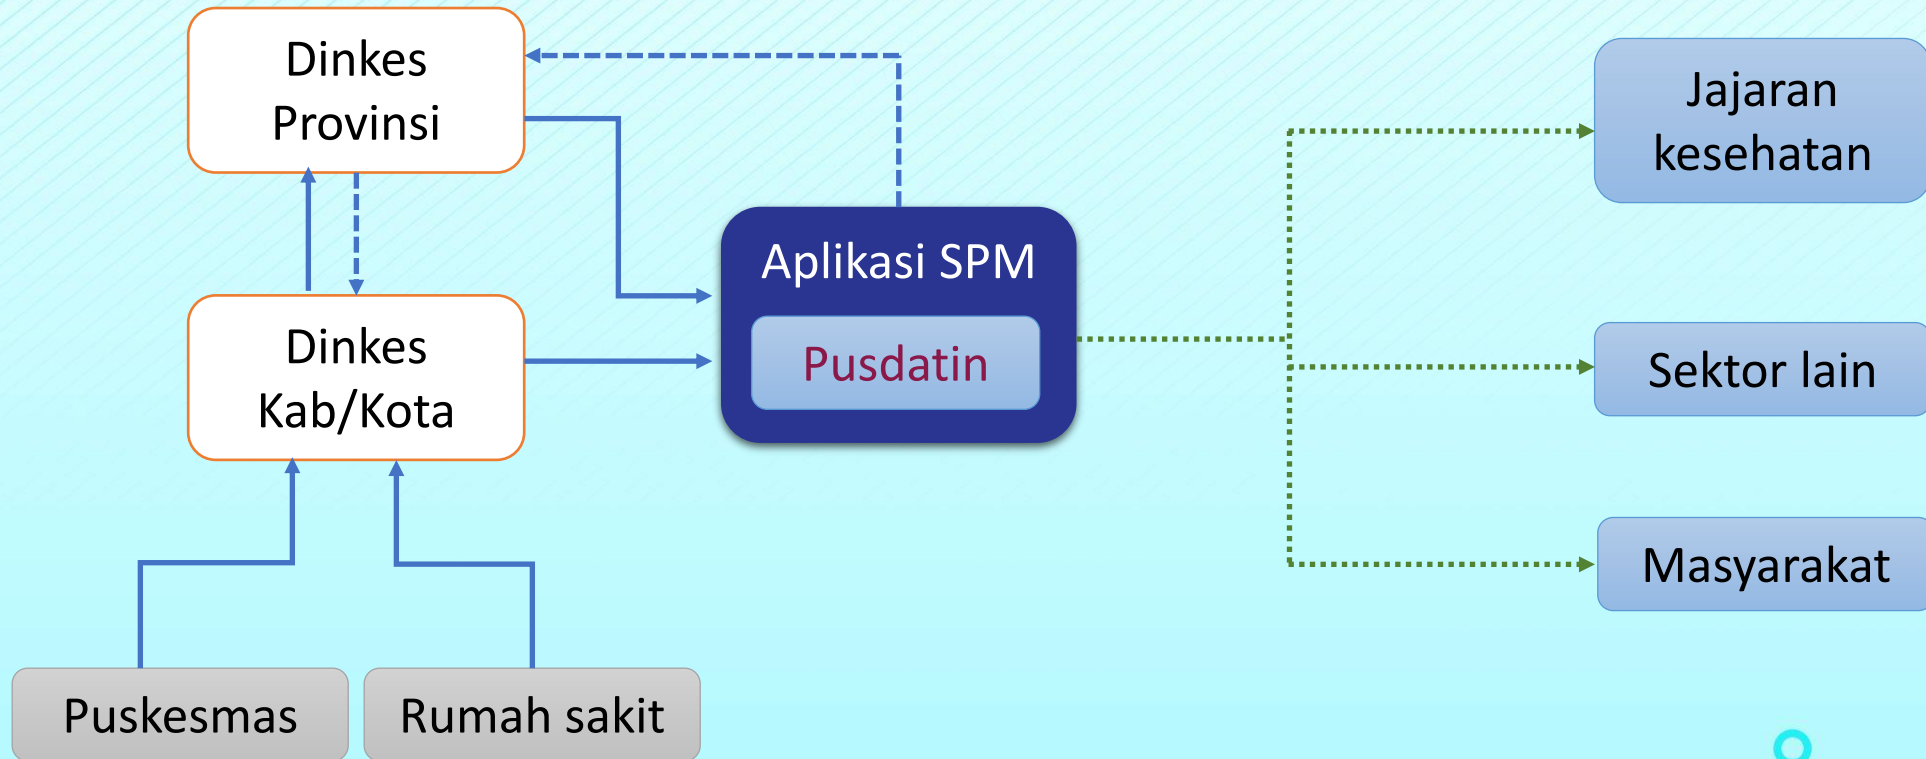 Dinkes
Provinsi
Jajaran
kesehatan
Aplikasi SPM
Pusdatin
Dinkes
Kab/Kota
Sektor lain
Masyarakat
Puskesmas
Rumah sakit